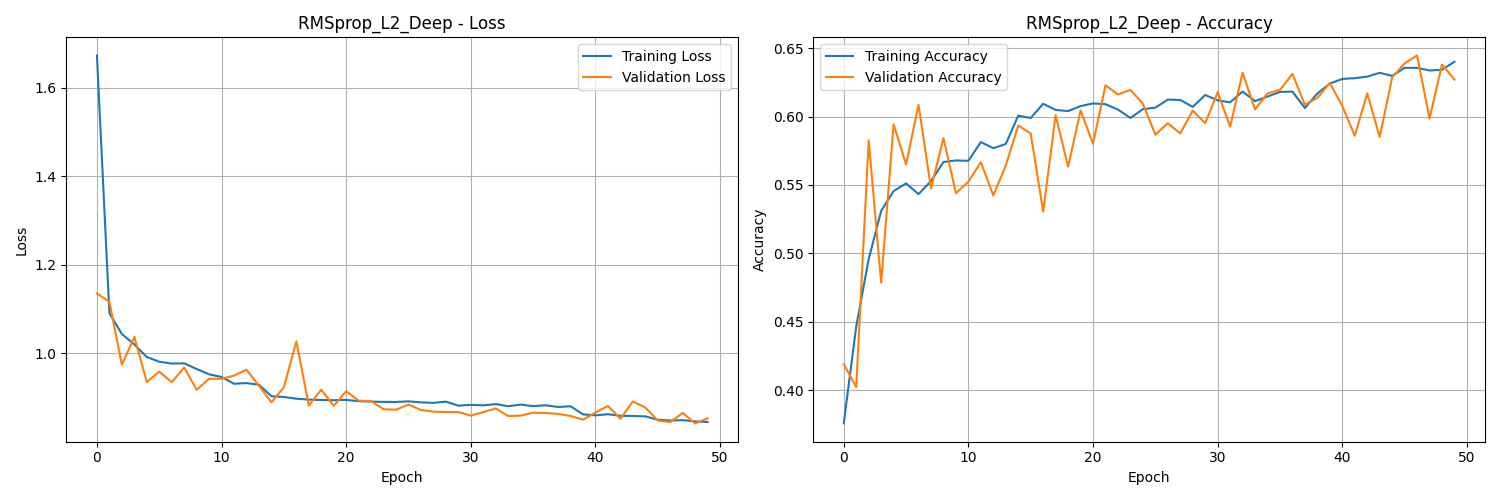 RMSprop_L2_Deep - Loss
Training Loss
Validation Loss
1.6
1.4
1.2
1.0
Loss
0
10
20
30
40
50
Epoch
RMSprop_L2_Deep - Accuracy
Training Accuracy
Validation Accuracy
0.65
0.60
0.55
0.50
0.45
0.40
Accuracy
0
10
20
30
40
50
Epoch